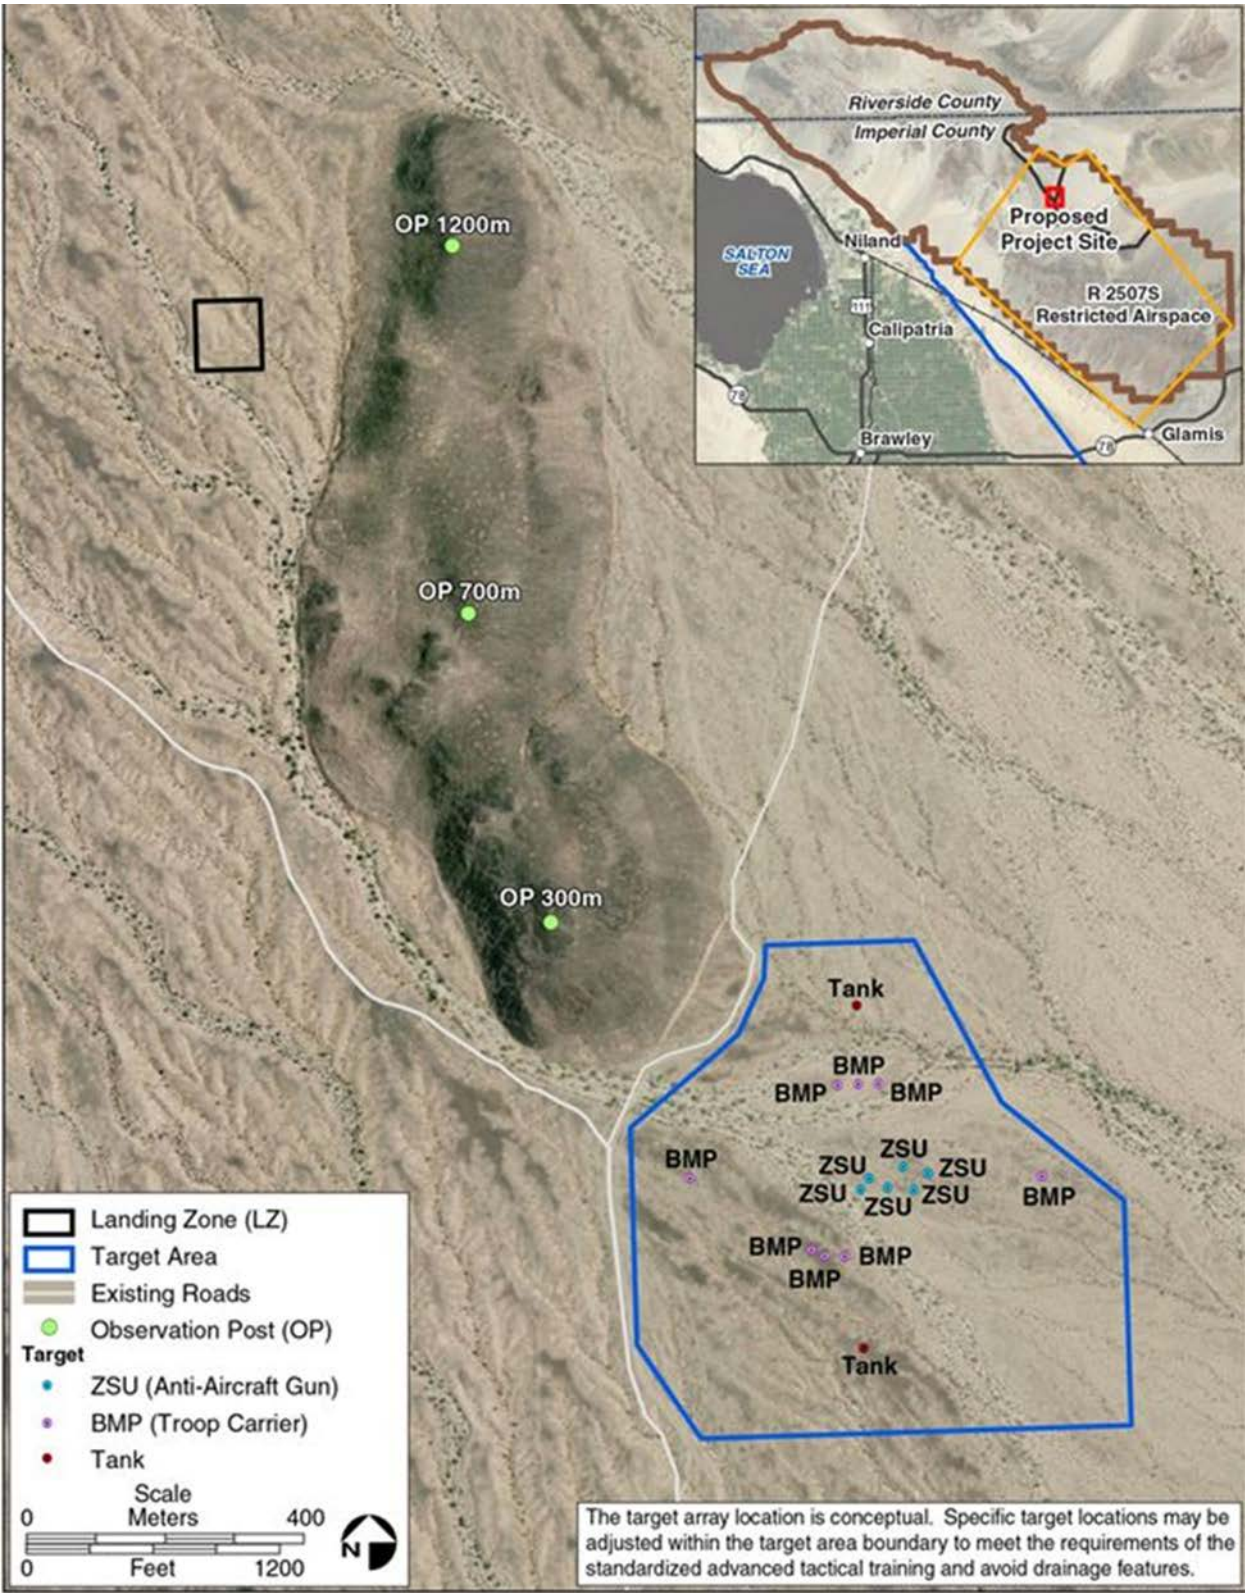 OP 1200m
OP 700m
OP 300m
Riverside County
Imperial County
Proposed
Project Site
Niland
SALTON
SEA
R 2507S
Restricted Airspace
111
Calipatria
78
Brawley
78
Glamis
Tank
BMP
BMP
BMP
BMP
ZSU
ZSU
ZSU
ZSU
ZSU
ZSU
BMP
BMP
BMP
BMP
Tank
Landing Zone (LZ)
Target Area
Existing Roads
Observation Post (OP)
Target
ZSU (Anti-Aircraft Gun)
BMP (Troop Carrier)
Tank
Scale
0 Meters 400
0 Feet 1200
N
The target array location is conceptual. Specific target locations may be
adjusted within the target area boundary to meet the requirements of the
standardized advanced tactical training and avoid drainage features.